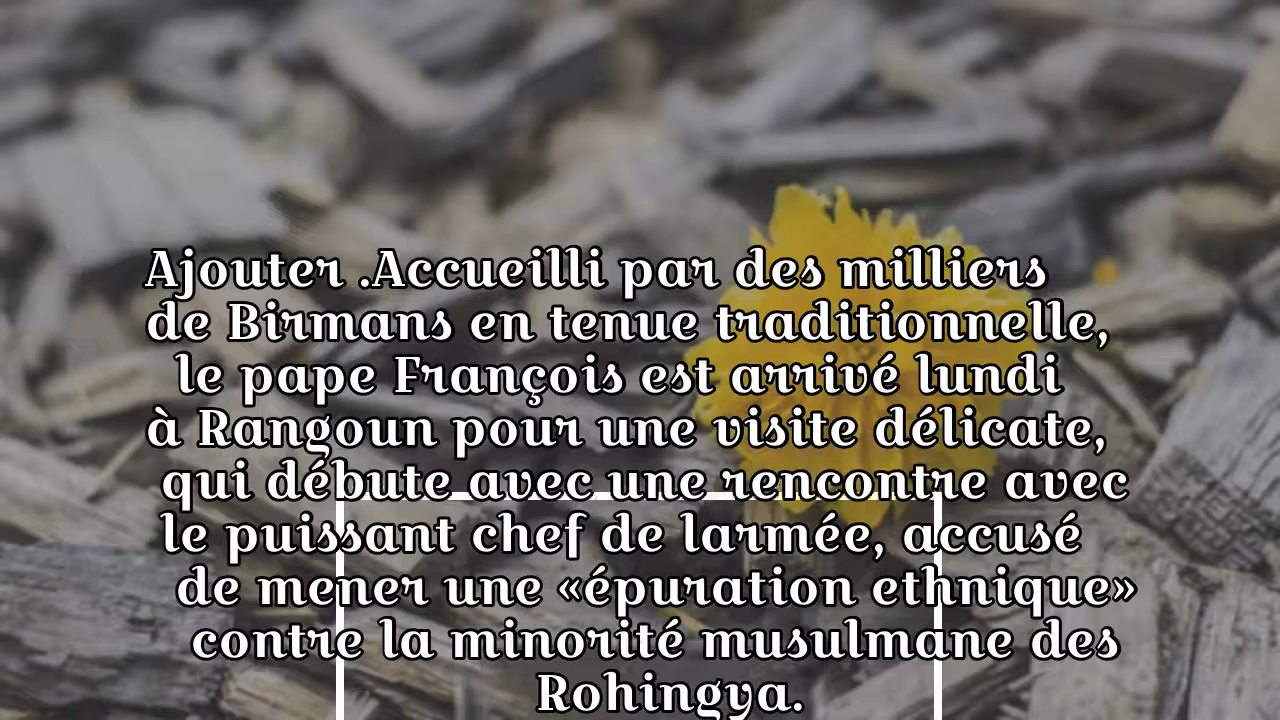 Ajouter .Accueilli par des milliers
de Birmans en tenue traditionnelle,
le pape François est arrivé lundi
à Rangoun pour une visite délicate,
qui débute avec une rencontre avec
le puissant chef de larmée, accusé
de mener une «épuration ethnique»
contre la minorité musulmane des
Rohingya.